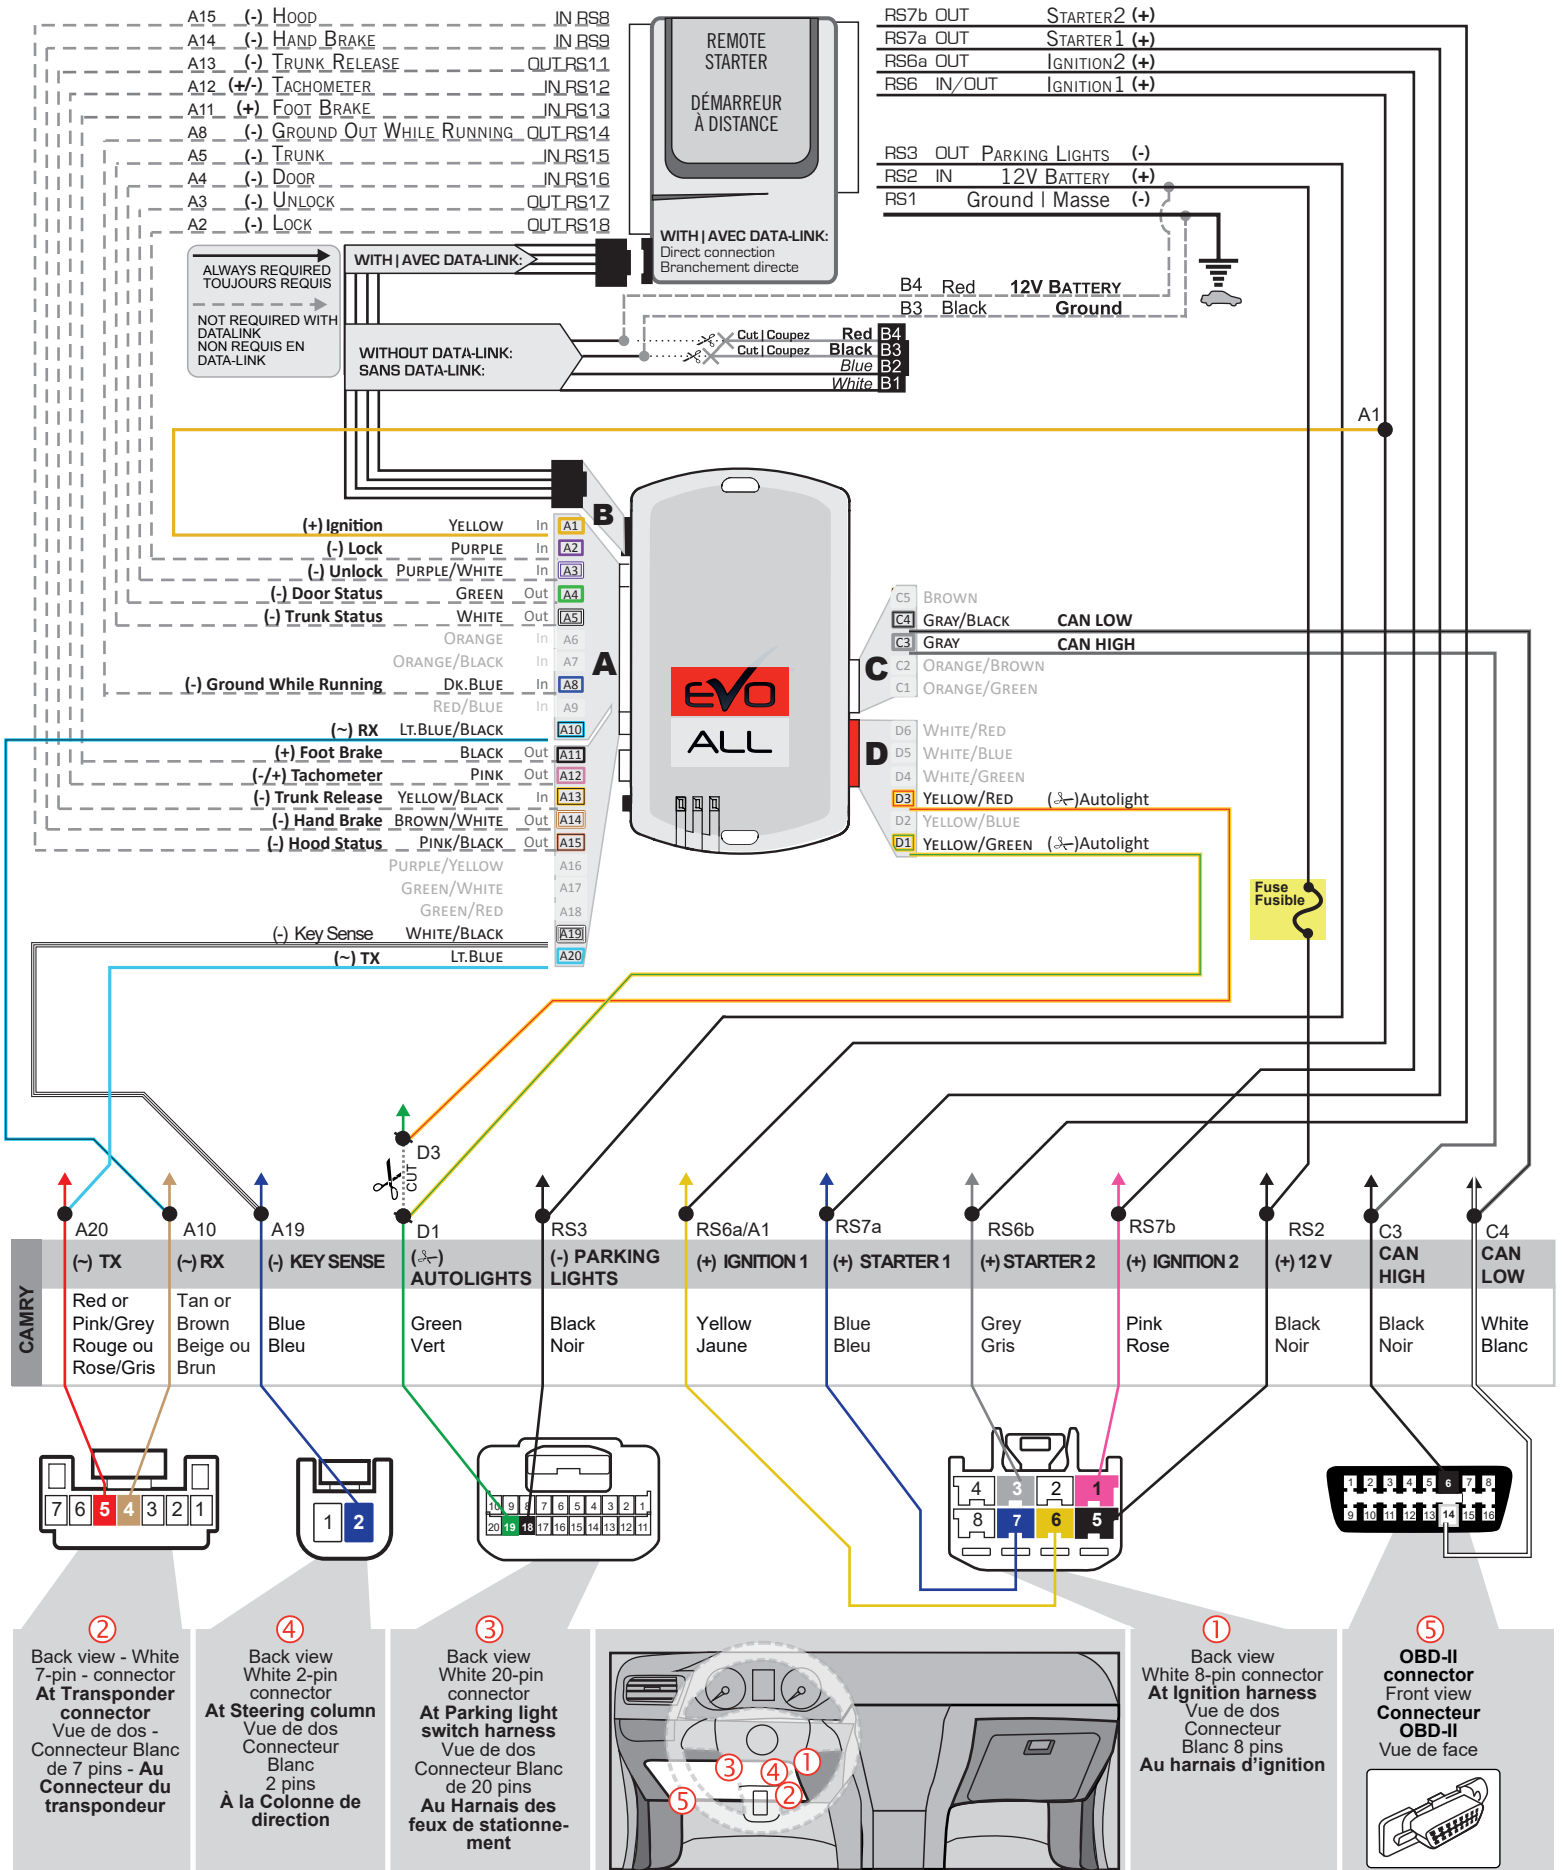 A15 (-) HOOD IN RS8
A14 (-) HAND BRAKE IN RS9
A13 (-) TRUNK RELEASE OUT RS11
A12 (+/-) TACHOMETER IN RS12
A11 (+) FOOT BRAKE IN RS13
A8 (-) GROUND OUT WHILE RUNNING OUT RS14
A5 (-) TRUNK IN RS15
A4 (-) DOOR IN RS16
A3 (-) UNLOCK OUT RS17
A2 (-) LOCK OUT RS18
REMOTE
STARTER
DÉMARREUR
À DISTANCE
WITH | AVEC DATA-LINK:
Direct connection
Branchement directe
RS7b OUT STARTER2 (+)
RS7a OUT STARTER1 (+)
RS6a OUT IGNITION2 (+)
RS6 IN/OUT IGNITION1 (+)
RS3 OUT PARKING LIGHTS (-)
RS2 IN 12V BATTERY (+)
RS1 Ground | Masse (-)
ALWAYS REQUIRED
TOUJOURS REQUIS
NOT REQUIRED WITH
DATALINK
NON REQUIS EN
DATA-LINK
WITH | AVEC DATA-LINK:
WITHOUT DATA-LINK:
SANS DATA-LINK:
B4 Red 12V BATTERY
B3 Black Ground
Cut | Coupez Red B4
Cut | Coupez Black B3
Blue B2
White B1
A1
B
(+) Ignition YELLOW In A1
(-) Lock PURPLE In A2
(-) Unlock PURPLE/WHITE In A3
(-) Door Status GREEN Out A4
(-) Trunk Status WHITE Out A5
ORANGE In A6
ORANGE/BLACK In A7
(-) Ground While Running DK.BLUE In A8
RED/BLUE In A9
(~) RX LT.BLUE/BLACK A10
(+) Foot Brake BLACK Out A11
(-/+) Tachometer PINK Out A12
(-) Trunk Release YELLOW/BLACK In A13
(-) Hand Brake BROWN/WHITE Out A14
(-) Hood Status PINK/BLACK Out A15
PURPLE/YELLOW A16
GREEN/WHITE A17
GREEN/RED A18
(-) Key Sense WHITE/BLACK A19
(~) TX LT.BLUE A20
A
EVO
ALL
C
C5 BROWN
C4 GRAY/BLACK CAN LOW
C3 GRAY CAN HIGH
C2 ORANGE/BROWN
C1 ORANGE/GREEN
D
D6 WHITE/RED
D5 WHITE/BLUE
D4 WHITE/GREEN
D3 YELLOW/RED ( )Autolight
D2 YELLOW/BLUE
D1 YELLOW/GREEN ( )Autolight
Fuse
Fusible
D3
CUT
A20 A10 A19 D1 RS3 RS6a/A1 RS7a RS6b RS7b RS2 C3 C4
CAMRY
(~) TX
Red or
Pink/Grey
Rouge ou
Rose/Gris
(~) RX
Tan or
Brown
Beige ou
Brun
(-) KEY SENSE
Blue
Bleu
( )
AUTOLIGHTS
Green
Vert
(-) PARKING
LIGHTS
Black
Noir
(+) IGNITION 1
Yellow
Jaune
(+) STARTER 1
Blue
Bleu
(+) STARTER 2
Grey
Gris
(+) IGNITION 2
Pink
Rose
(+) 12 V
Black
Noir
CAN
HIGH
Black
Noir
CAN
LOW
White
Blanc
7 6 5 4 3 2 1
1 2
10 9 8 7 6 5 4 3 2 1
20 19 18 17 16 15 14 13 12 11
4 3 2 1
8 7 6 5
1 2 3 4 5 6 7 8
9 10 11 12 13 14 15 16
2
Back view - White
7-pin - connector
At Transponder
connector
Vue de dos -
Connecteur Blanc
de 7 pins - Au
Connecteur du
transpondeur
4
Back view
White 2-pin
connector
At Steering column
Vue de dos
Connecteur
Blanc
2 pins
À la Colonne de
direction
3
Back view
White 20-pin
connector
At Parking light
switch harness
Vue de dos
Connecteur Blanc
de 20 pins
Au Harnais des
feux de stationne-
ment
3 1
4
5 2
1
Back view
White 8-pin connector
At Ignition harness
Vue de dos
Connecteur
Blanc 8 pins
Au harnais d'ignition
5
OBD-II
connector
Front view
Connecteur
OBD-II
Vue de face